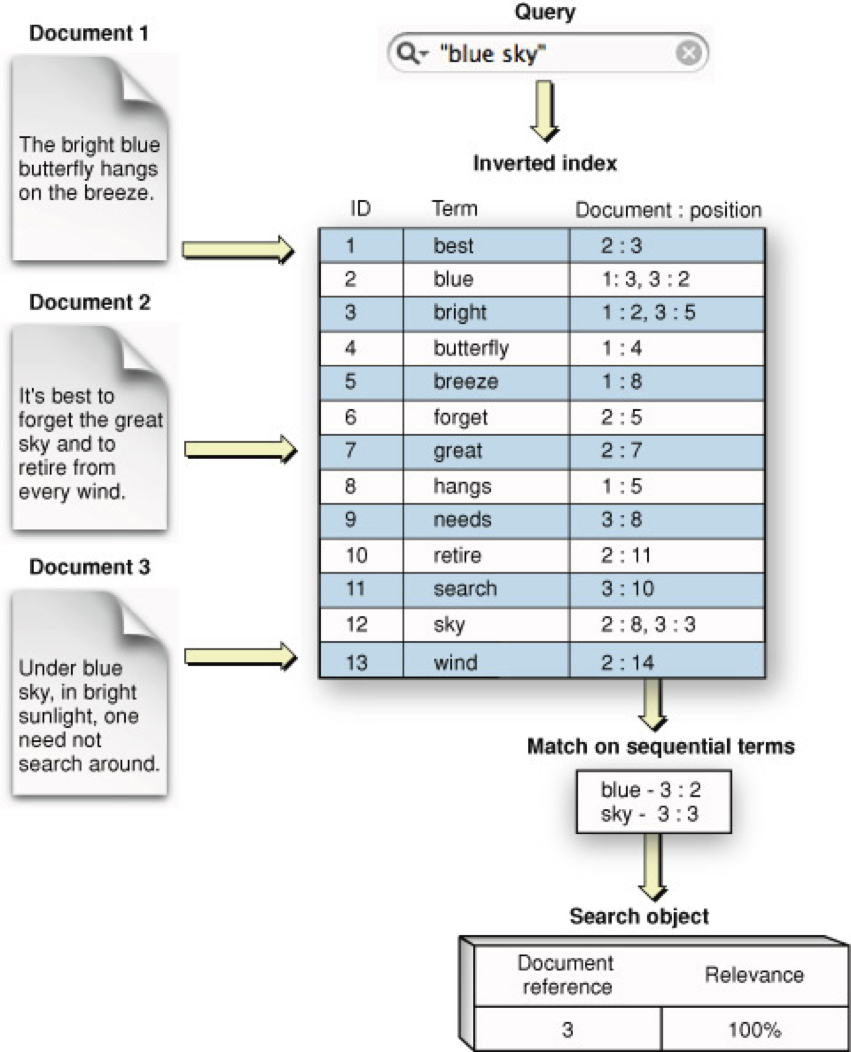 Document 1
The bright blue
butterfly hangs
on the breeze.
Document 2
It's best to
forget the great
sky and to
retire from
every wind.
Document 3
Under blue
sky, in bright
sunlight, one
need not
search around.
Query
"blue sky"
Inverted index
ID Term Document : position
1 best 2 : 3
2 blue 1: 3, 3 : 2
3 bright 1 : 2, 3 : 5
4 butterfly 1 : 4
5 breeze 1 : 8
6 forget 2 : 5
7 great 2 : 7
8 hangs 1 : 5
9 needs 3 : 8
10 retire 2 : 11
11 search 3 : 10
12 sky 2 : 8, 3 : 3
13 wind 2 : 14
Match on sequential terms
blue - 3 : 2
sky - 3 : 3
Search object
Document
reference
Relevance
3 100%